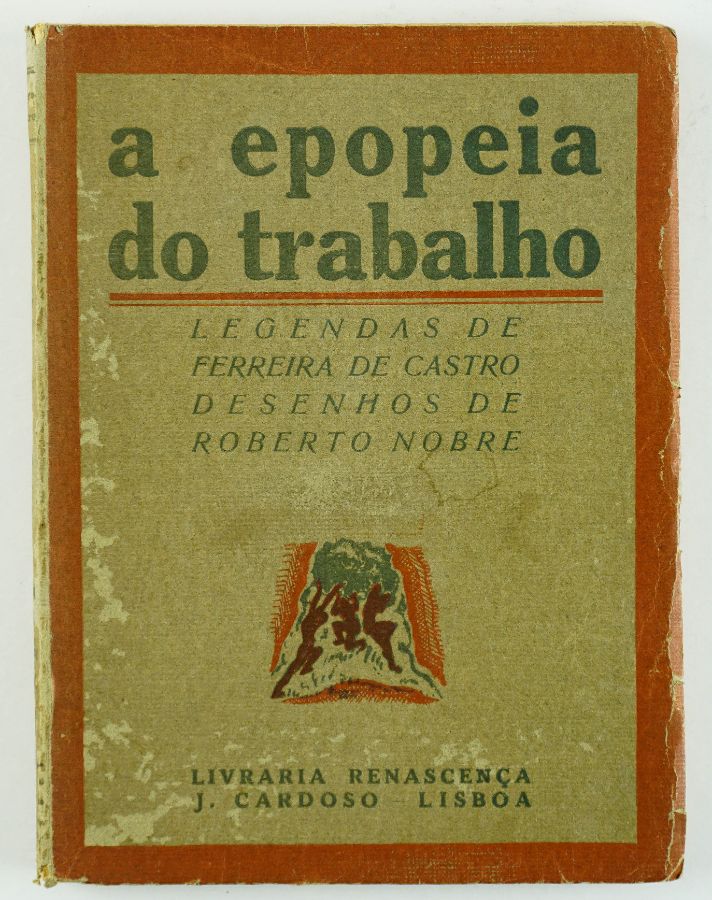 a epopeia
do trabalho
LEGENDAS DE
FERREIRA DE CASTRO
DESENHOS DE
ROBERTO NOBRE
LIVRARIA RENASCENÇA
J. CARDOSO - LISBOA